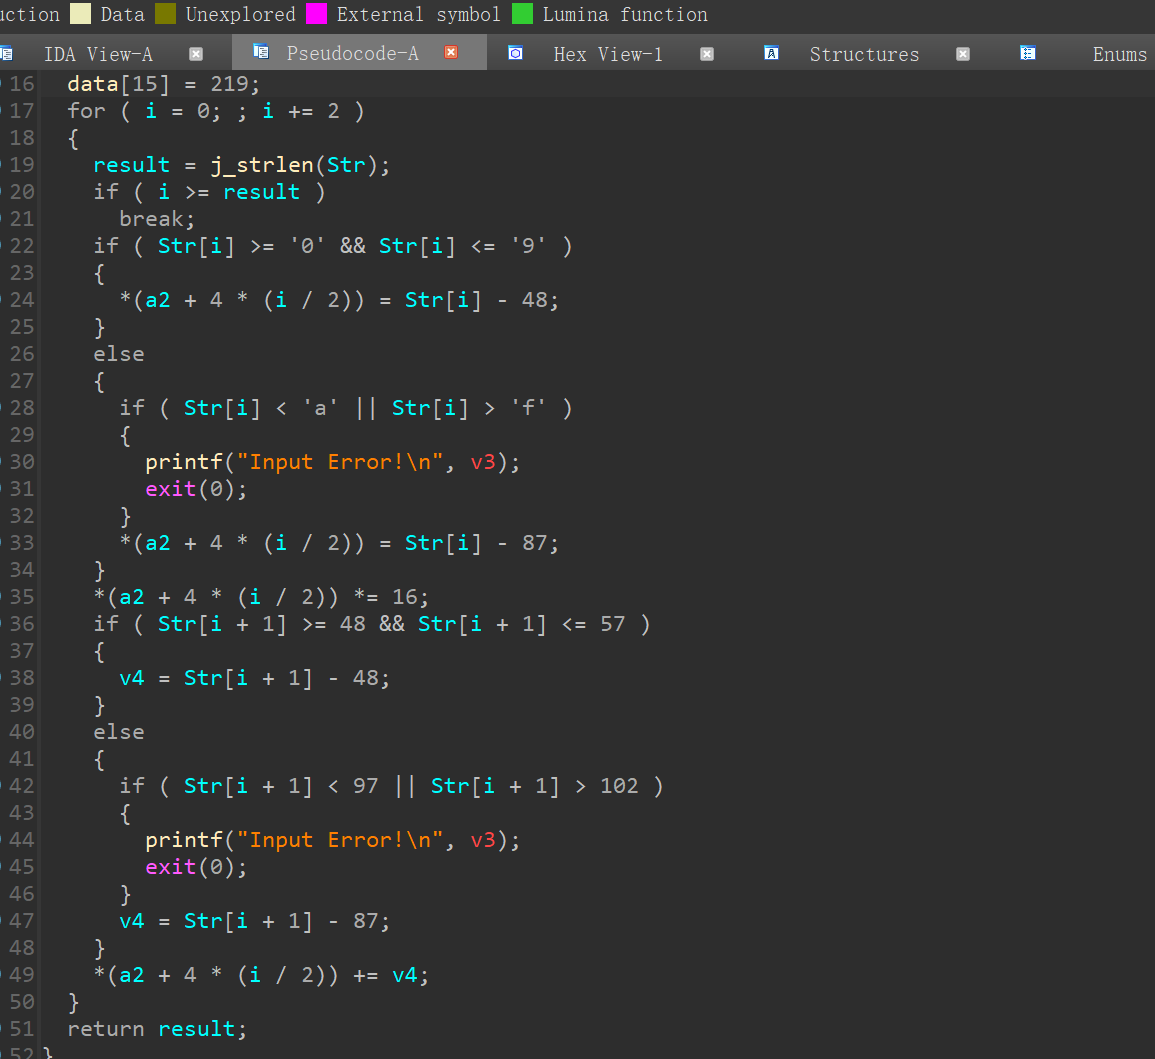 uction Data Unexplored External symbol Lumina function
IDA View-A Pseudocode-A Hex View-1 Structures Enums
16 data[15] = 219;
17 for ( i = 0; ; i += 2 )
18 {
19 result = j_strlen(Str);
20 if ( i >= result )
21 break;
22 if ( Str[i] >= '0' && Str[i] <= '9' )
23 {
24 *(a2 + 4 * (i / 2)) = Str[i] - 48;
25 }
26 else
27 {
28 if ( Str[i] < 'a' || Str[i] > 'f' )
29 {
30 printf("Input Error!\n", v3);
31 exit(0);
32 }
33 *(a2 + 4 * (i / 2)) = Str[i] - 87;
34 }
35 *(a2 + 4 * (i / 2)) *= 16;
36 if ( Str[i + 1] >= 48 && Str[i + 1] <= 57 )
37 {
38 v4 = Str[i + 1] - 48;
39 }
40 else
41 {
42 if ( Str[i + 1] < 97 || Str[i + 1] > 102 )
43 {
44 printf("Input Error!\n", v3);
45 exit(0);
46 }
47 v4 = Str[i + 1] - 87;
48 }
49 *(a2 + 4 * (i / 2)) += v4;
50 }
51 return result;
52 }